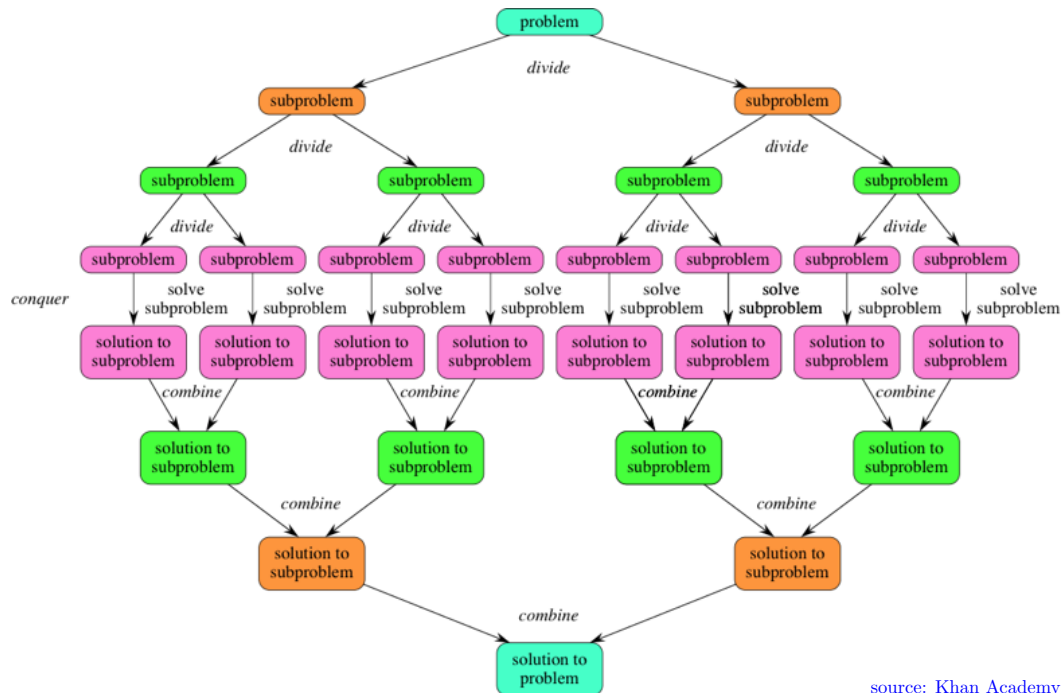 problem
divide
subproblem
subproblem
divide
divide
subproblem
subproblem
subproblem
subproblem
divide
divide
divide
divide
subproblem
subproblem
subproblem
subproblem
subproblem
subproblem
subproblem
subproblem
conquer
solve
subproblem
solve
subproblem
solve
subproblem
solve
subproblem
solve
subproblem
solve
subproblem
solve
subproblem
solve
subproblem
solution to
subproblem
solution to
subproblem
solution to
subproblem
solution to
subproblem
solution to
subproblem
solution to
subproblem
solution to
subproblem
solution to
subproblem
combine
combine
combine
combine
solution to
subproblem
solution to
subproblem
solution to
subproblem
solution to
subproblem
combine
combine
solution to
subproblem
solution to
subproblem
combine
solution to
problem
source: Khan Academy